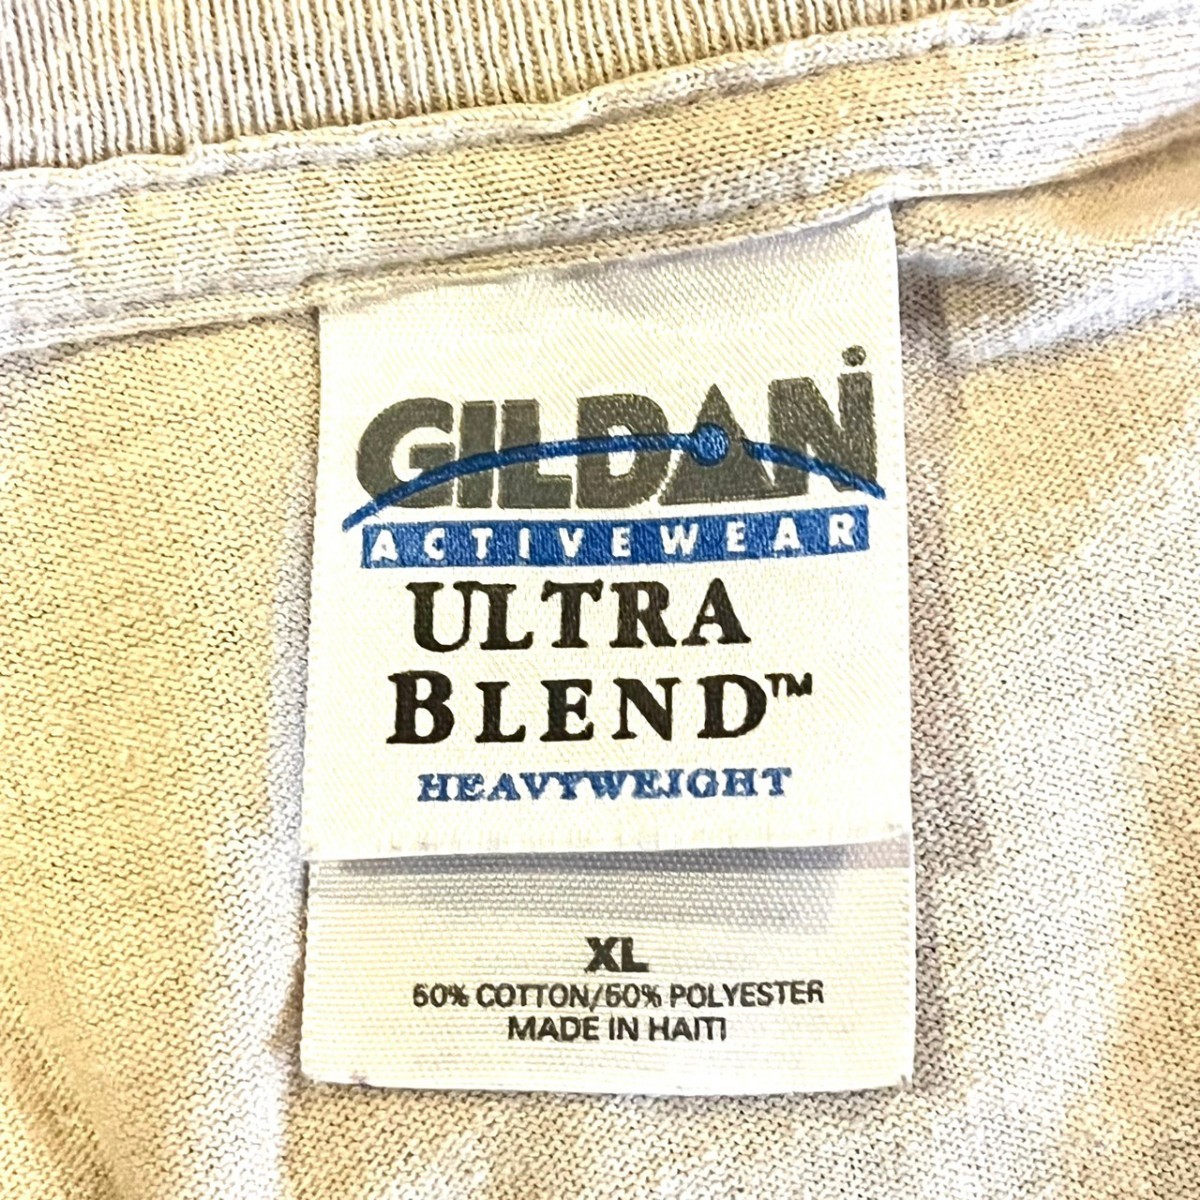 GILDAN
ACTIVEWEAR
ULTRA
BLEND™
HEAVYWEIGHT
XL
50% COTTON/50% POLYESTER
MADE IN HAITI